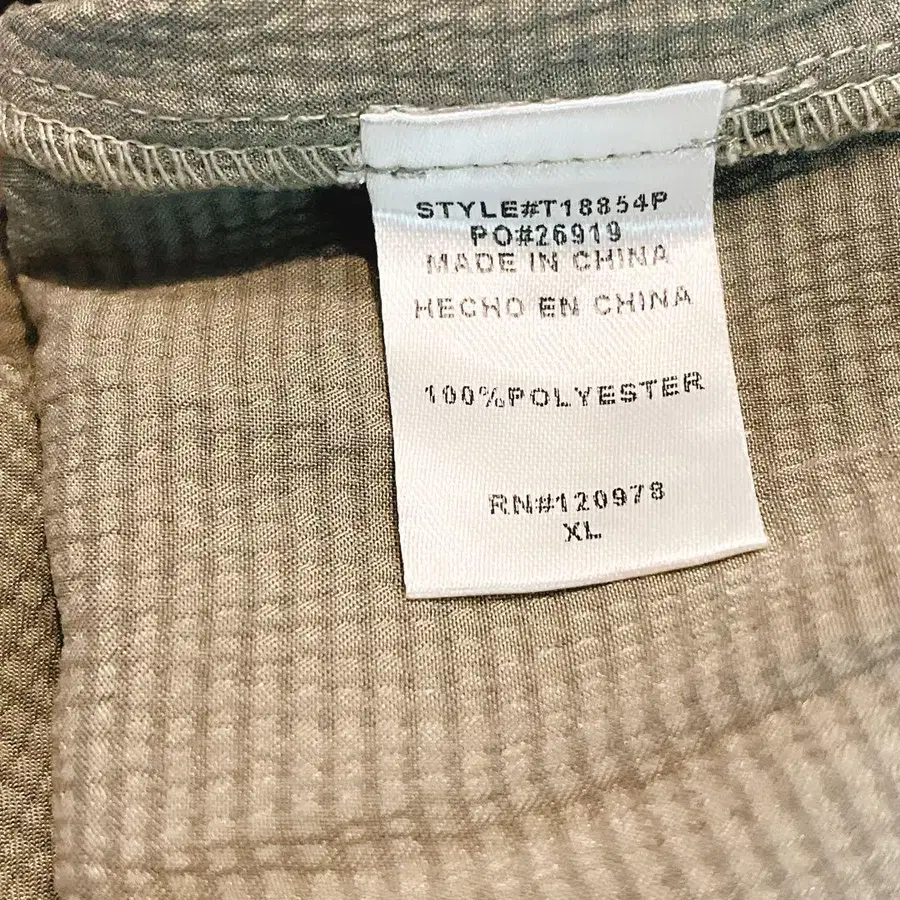 STYLE#T18854P
PO#26919
MADE IN CHINA
HECHO EN CHINA
100%POLYESTER
RN#120978
XL